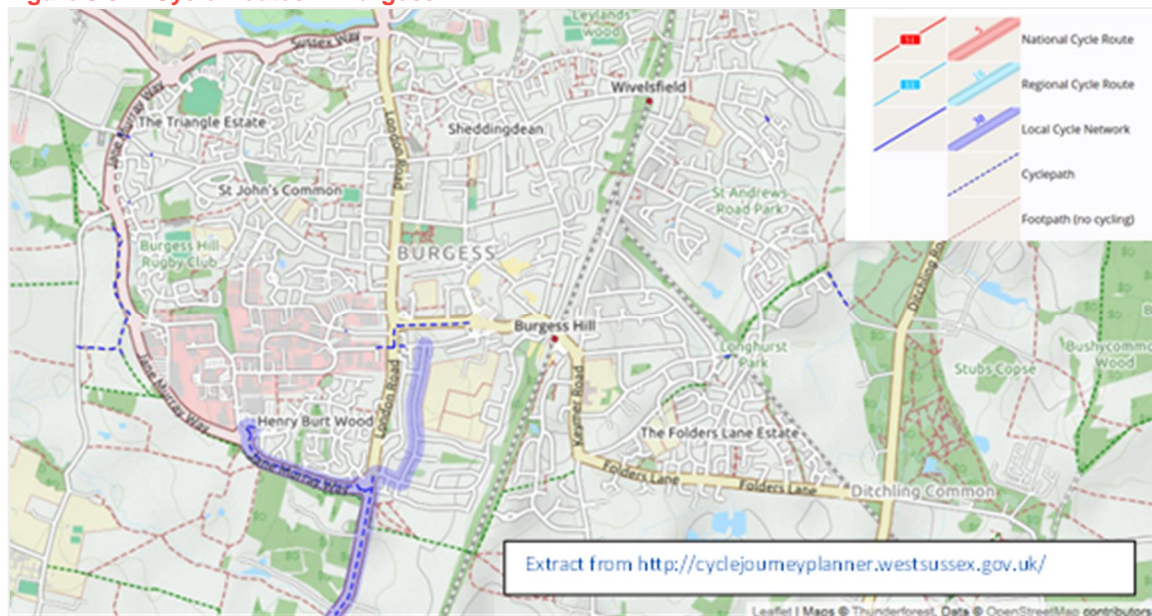 Leylands
wood
Sussex Way
National Cycle Route
Regional Cycle Route
Local Cycle Network
Cyclepath
Footpath (no cycling)
Wivelsfield
Jane Murray Way
The Triangle Estate
London Road
Sheddingdean
St John's Common
St Andrews
Road Park
Burgess Hill
Rugby Club
BURGESS
Ditchling Road
Burgess Hill
Longhurst
Park
Stubs Copse
Bushycommon
Wood
Jane Murray Way
London Road
Keymer Road
Henry Burt Wood
The Folders Lane Estate
Jane Murray Way
Folders Lane
Folders Lane
Ditchling Common
Extract from http://cyclejourneyplanner.westsussex.gov.uk/
Leaflet | Maps © Thunderforest, Data © OpenStreetMap contributors